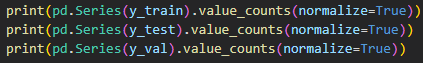 print(pd.Series(y_train).value_counts(normalize=True))
print(pd.Series(y_test).value_counts(normalize=True))
print(pd.Series(y_val).value_counts(normalize=True))